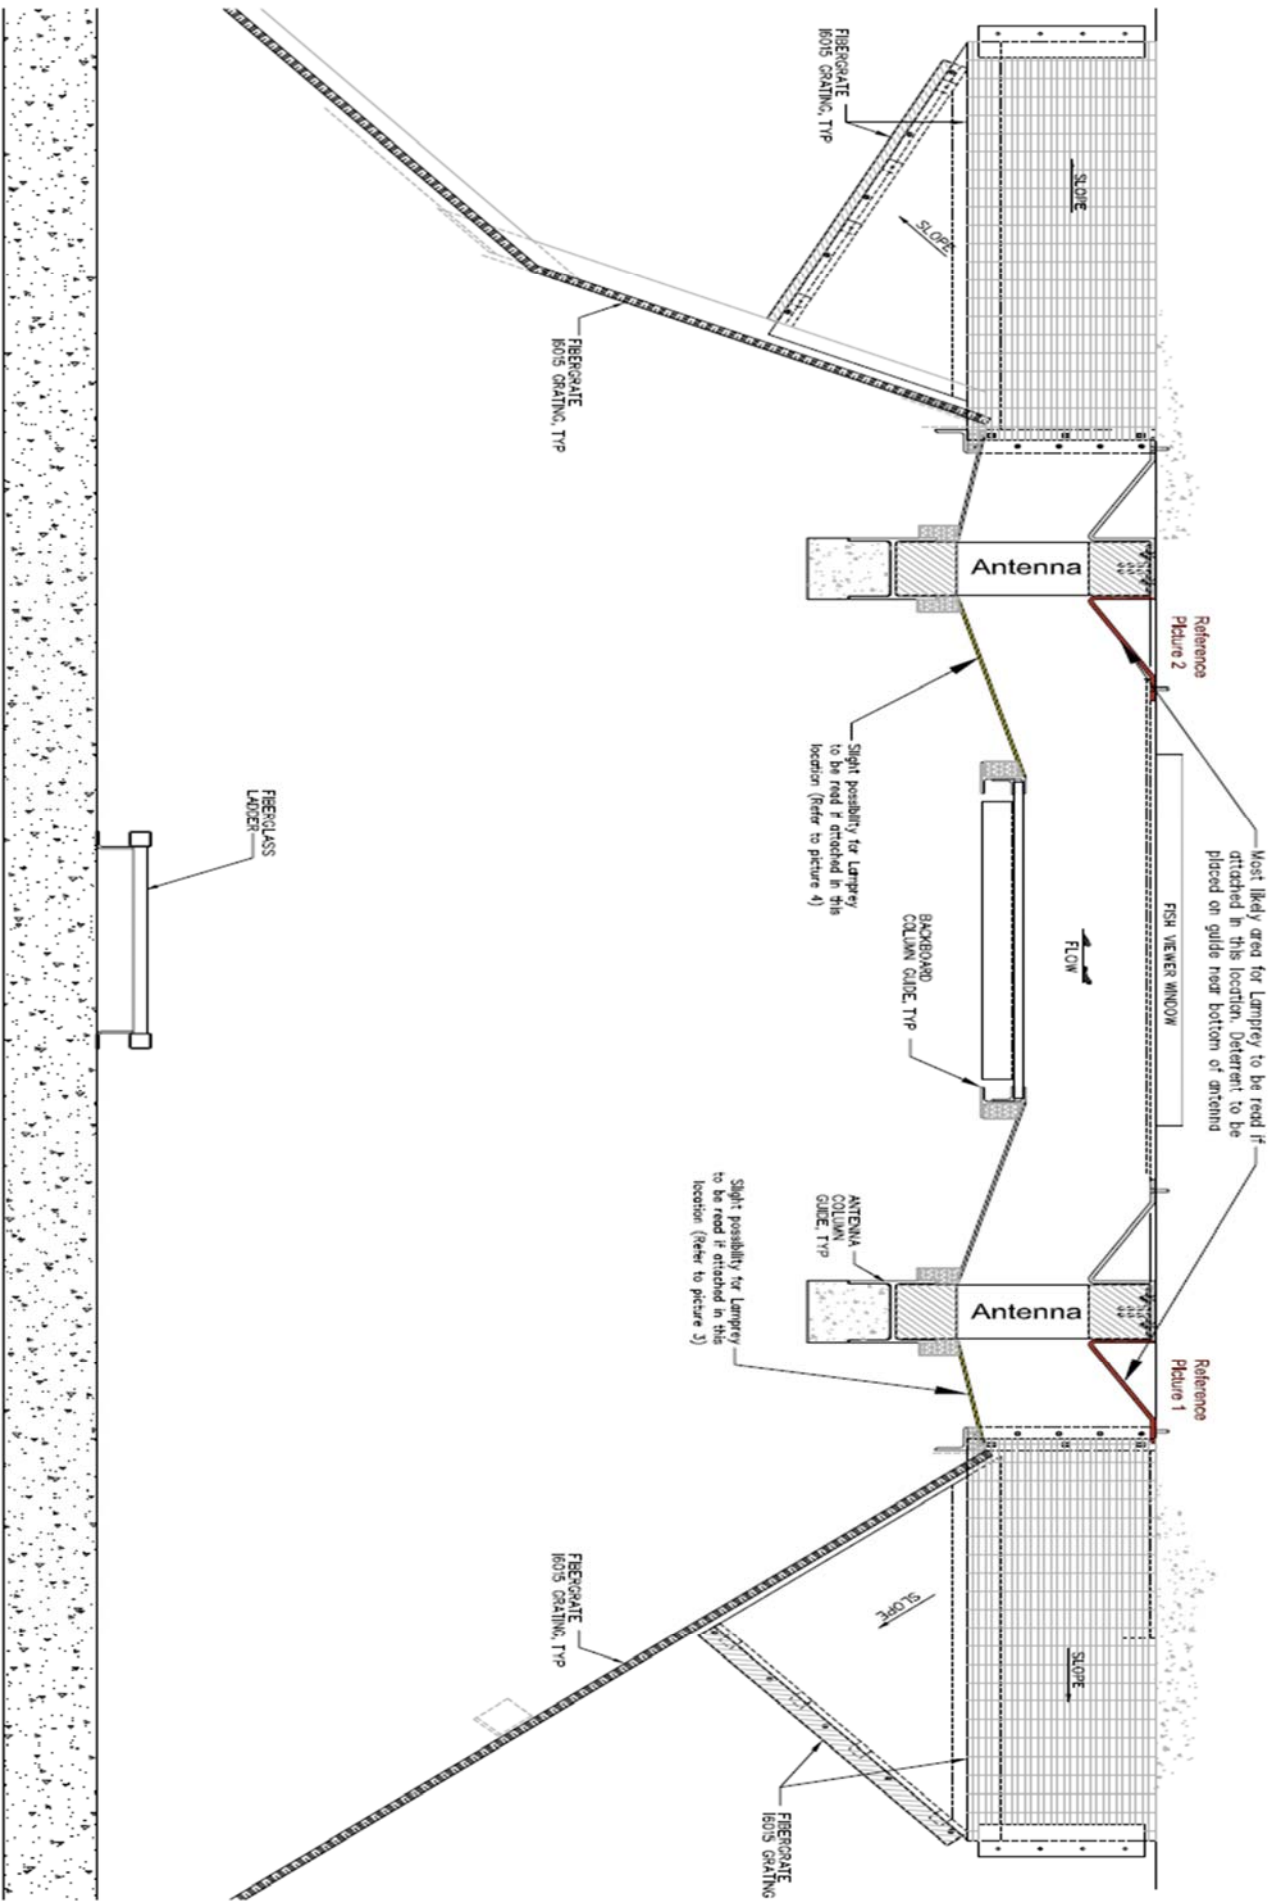 FIBERGRATE
16015 GRATING, TYP
SLOPE
SLOPE
FIBERGRATE
16015 GRATING, TYP
Antenna
Reference
Picture 2
Slight possibility for Lamprey
to be read if attached in this
location (Refer to picture 4)
Most likely area for Lamprey to be read if
attached in this location. Deterrent to be
placed on guide near bottom of antenna
FISH VIEWER WINDOW
FLOW
BACKBOARD
COLUMN GUIDE, TYP
FIBERGLASS
LADDER
ANTENNA
COLUMN
GUIDE, TYP
Slight possibility for Lamprey
to be read if attached in this
location (Refer to picture 3)
Antenna
Reference
Picture 1
SLOPE
SLOPE
FIBERGRATE
16015 GRATING, TYP
FIBERGRATE
16015 GRATING